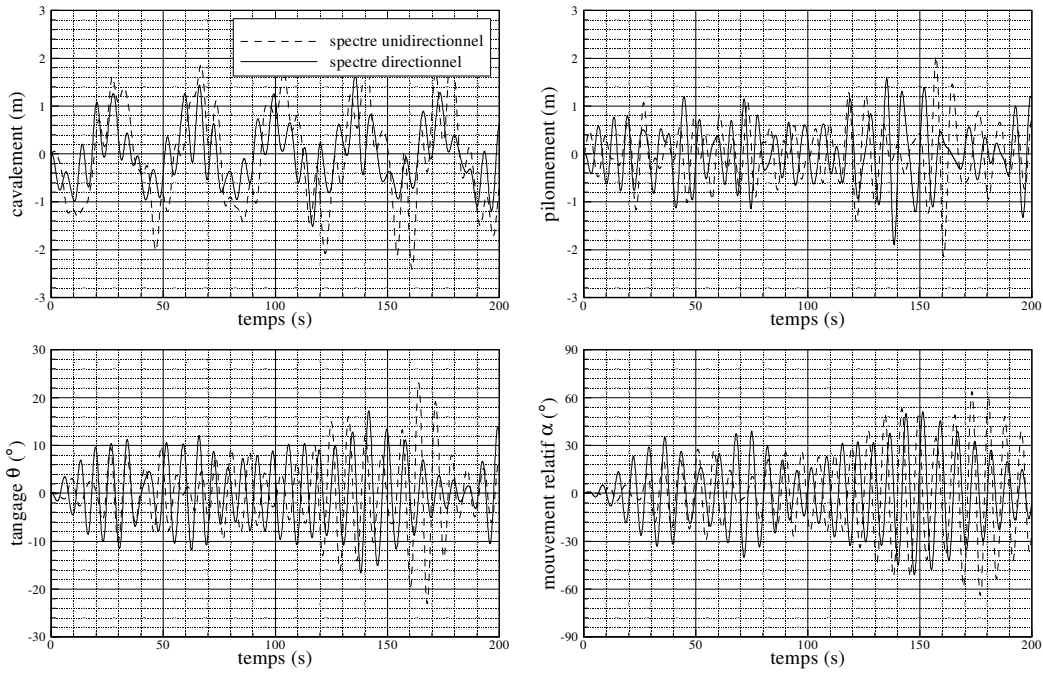 3
2
1
0
-1
-2
-3
cavalement (m)
spectre unidirectionnel
spectre directionnel
0 50 100 150 200
temps (s)
3
2
1
0
-1
-2
-3
pilonnement (m)
0 50 100 150 200
temps (s)
30
20
10
0
-10
-20
-30
tangage θ (°)
0 50 100 150 200
temps (s)
90
60
30
0
-30
-60
-90
mouvement relatif α (°)
0 50 100 150 200
temps (s)